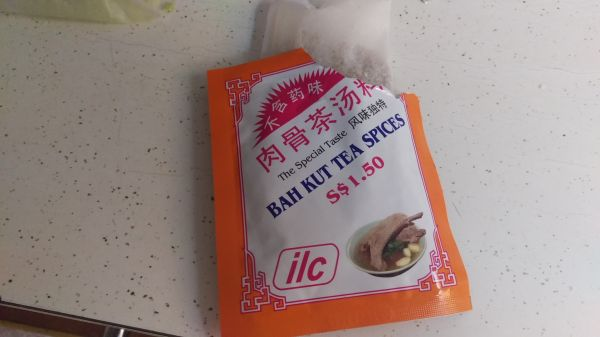 不含药味
肉骨茶汤料
The Special Taste 风味独特
BAH KUT TEA SPICES
S$1.50
ilc